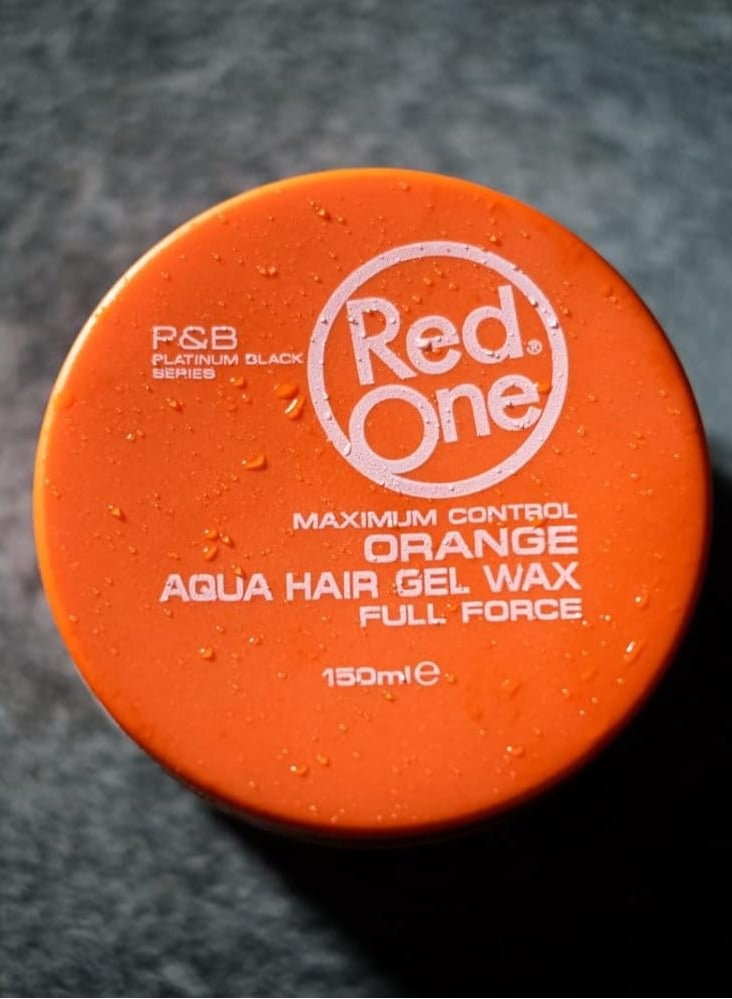 P&B
PLATINUM BLACK
SERIES
Red®
One
MAXIMUM CONTROL
ORANGE
AQUA HAIR GEL WAX
FULL FORCE
150ml℮